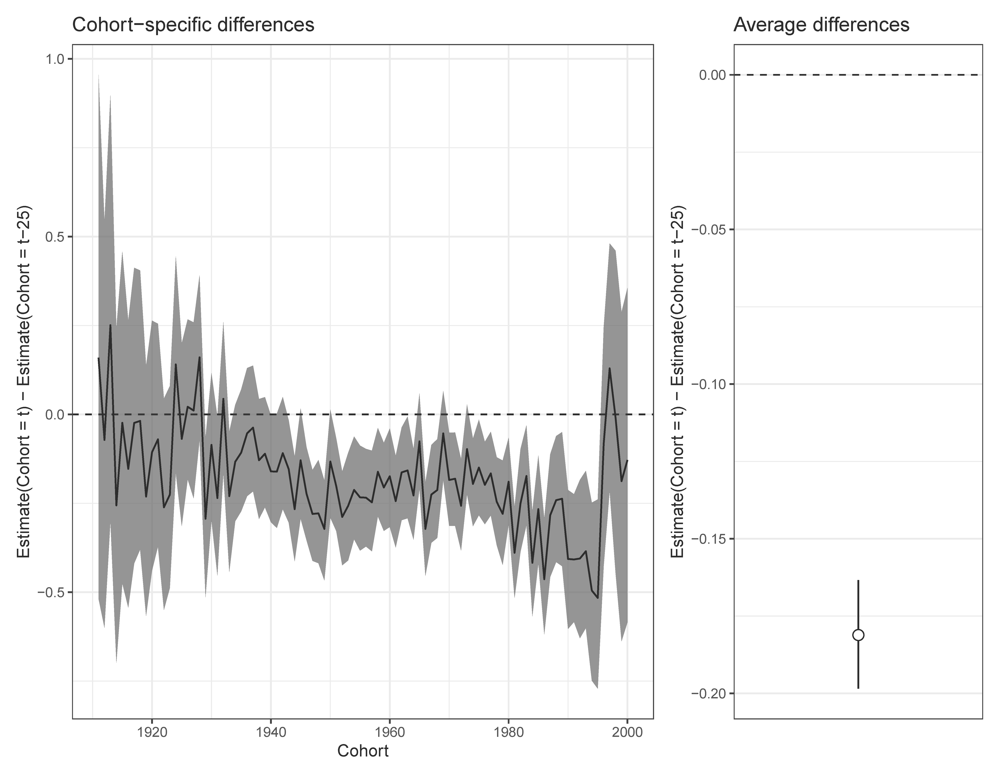 Cohort−specific differences
Estimate(Cohort = t) − Estimate(Cohort = t−25)
1.0
0.5
0.0
−0.5
1920
1940
1960
1980
2000
Cohort
Average differences
Estimate(Cohort = t) − Estimate(Cohort = t−25)
0.00
−0.05
−0.10
−0.15
−0.20